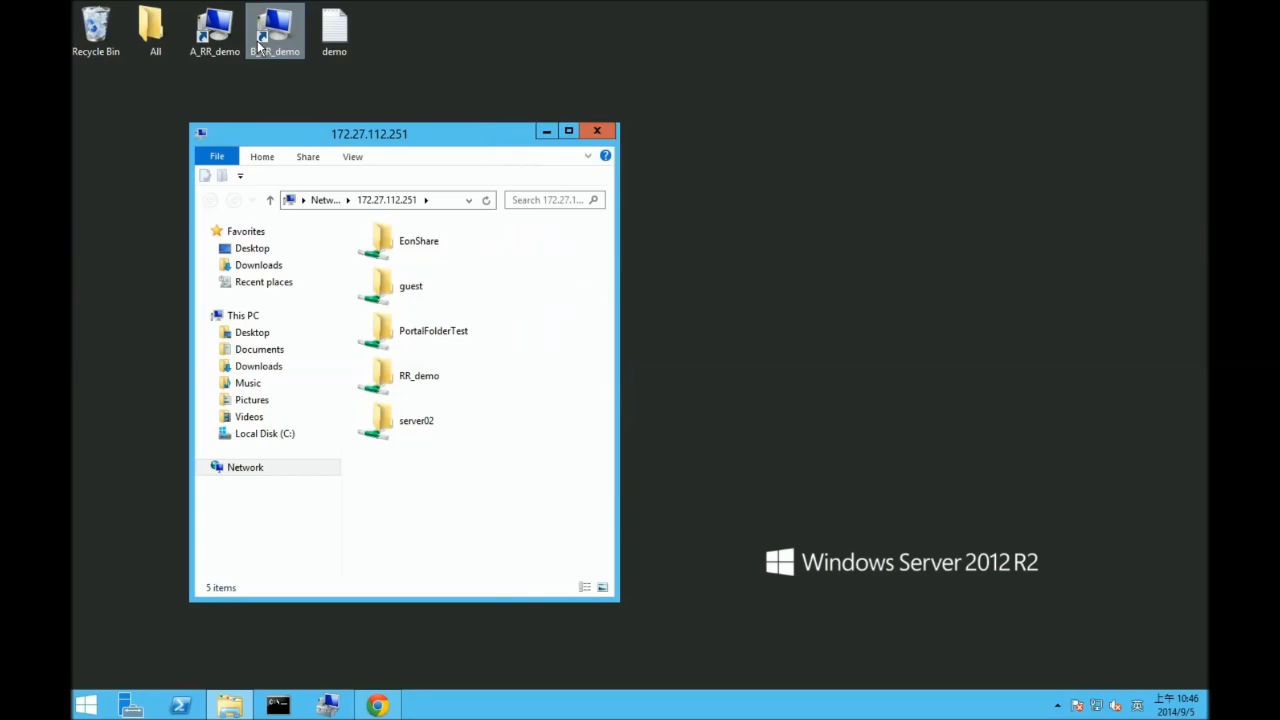 Recycle Bin
All
A_RR_demo
B_RR_demo
demo
172.27.112.251
File
Home
Share
View
Netw...
172.27.112.251
Search 172.27.1...
Favorites
Desktop
Downloads
Recent places
This PC
Desktop
Documents
Downloads
Music
Pictures
Videos
Local Disk (C:)
Network
EonShare
guest
PortalFolderTest
RR_demo
server02
5 items
Windows Server 2012 R2
英
上午 10:46
2014/9/5